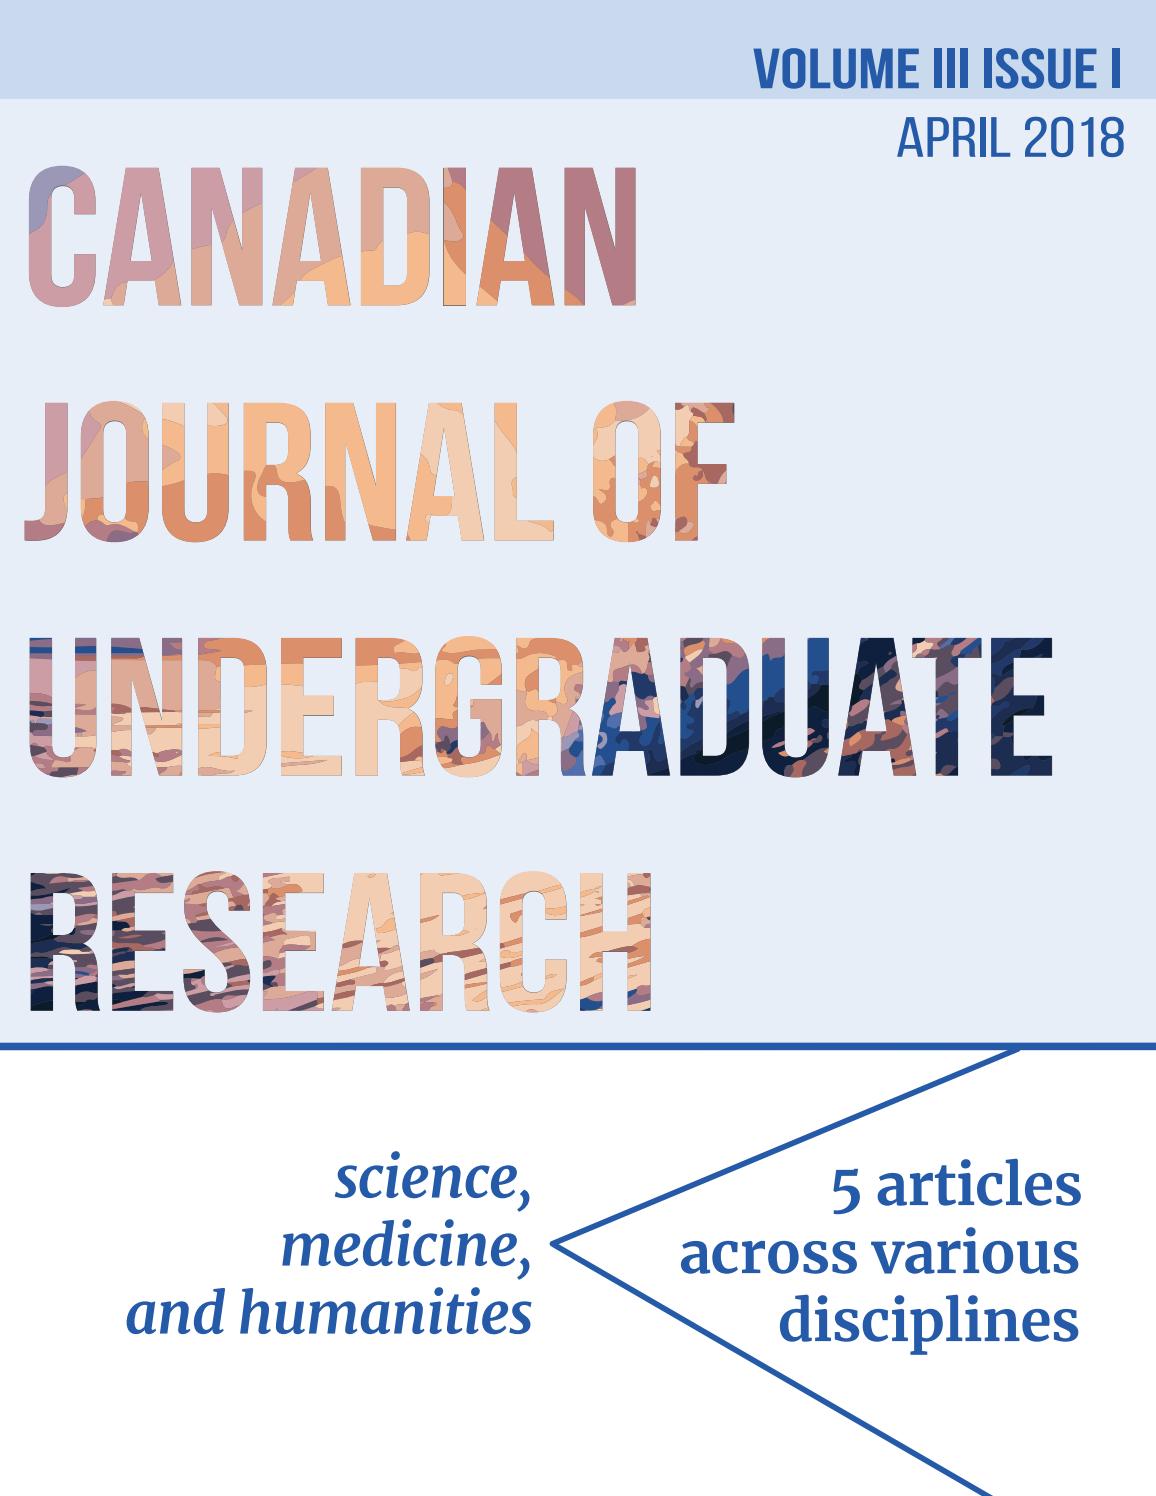 VOLUME III ISSUE I
APRIL 2018
CANADIAN
JOURNAL OF
UNDERGRADUATE
RESEARCH
science,
medicine,
and humanities
5 articles
across various
disciplines